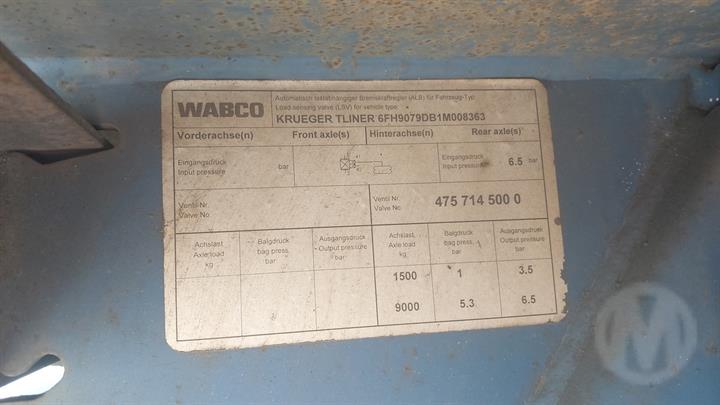 WABCO
Automatisch lastabhängiger Bremskraftregler (ALB) für Fahrzeug-Typ
Load sensing valve (LSV) for vehicle type
KRUEGER TLINER 6FH9079DB1M008363
Vorderachse(n) Front axle(s) Hinterachse(n) Rear axle(s)
Eingangsdruck bar Eingangsdruck 6.5 bar
Input pressure Input pressure
Ventil Nr. Ventil Nr. 475 714 500 0
Valve No Valve No
Achslast Balgdruck Ausgangsdruck Achslast Balgdruck Ausgangsdruck
Axle load bag press. Output pressure Axle load bag press. Output pressure
kg bar bar kg bar bar
1500 1 3.5
9000 5.3 6.5
M